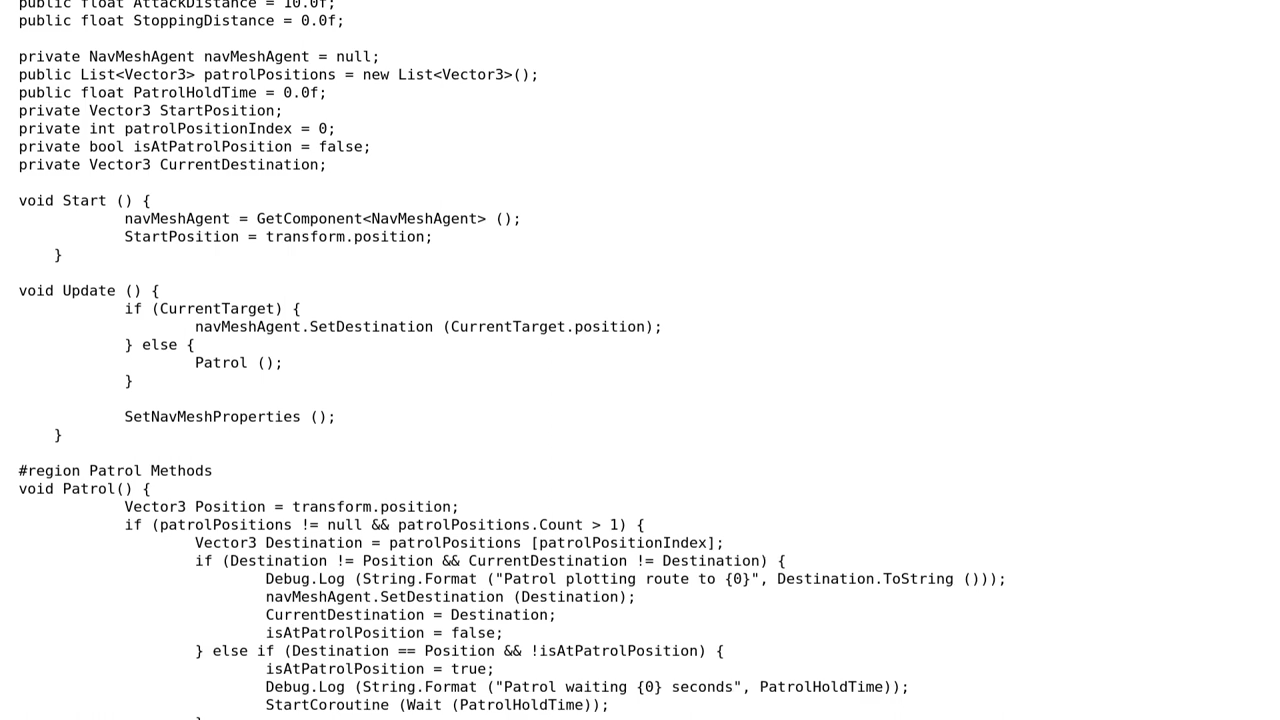 public float AttackDistance = 10.0f;
public float StoppingDistance = 0.0f;

private NavMeshAgent navMeshAgent = null;
public List<Vector3> patrolPositions = new List<Vector3>();
public float PatrolHoldTime = 0.0f;
private Vector3 StartPosition;
private int patrolPositionIndex = 0;
private bool isAtPatrolPosition = false;
private Vector3 CurrentDestination;

void Start () {
            navMeshAgent = GetComponent<NavMeshAgent> ();
            StartPosition = transform.position;
    }

void Update () {
            if (CurrentTarget) {
                    navMeshAgent.SetDestination (CurrentTarget.position);
            } else {
                    Patrol ();
            }

            SetNavMeshProperties ();
    }

#region Patrol Methods
void Patrol() {
            Vector3 Position = transform.position;
            if (patrolPositions != null && patrolPositions.Count > 1) {
                    Vector3 Destination = patrolPositions [patrolPositionIndex];
                    if (Destination != Position && CurrentDestination != Destination) {
                            Debug.Log (String.Format ("Patrol plotting route to {0}", Destination.ToString ()));
                            navMeshAgent.SetDestination (Destination);
                            CurrentDestination = Destination;
                            isAtPatrolPosition = false;
                    } else if (Destination == Position && !isAtPatrolPosition) {
                            isAtPatrolPosition = true;
                            Debug.Log (String.Format ("Patrol waiting {0} seconds", PatrolHoldTime));
                            StartCoroutine (Wait (PatrolHoldTime));